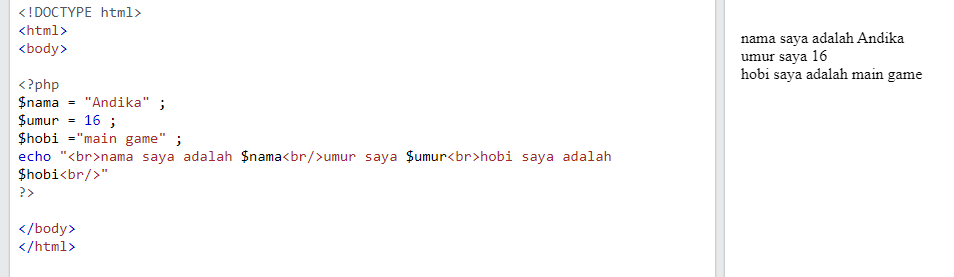 <!DOCTYPE html>
<html>
<body>
<?php
$nama = "Andika" ;
$umur = 16 ;
$hobi ="main game" ;
echo "<br>nama saya adalah $nama<br/>umur saya $umur<br>hobi saya adalah
$hobi<br/>"
?>
</body>
</html>
nama saya adalah Andika
umur saya 16
hobi saya adalah main game